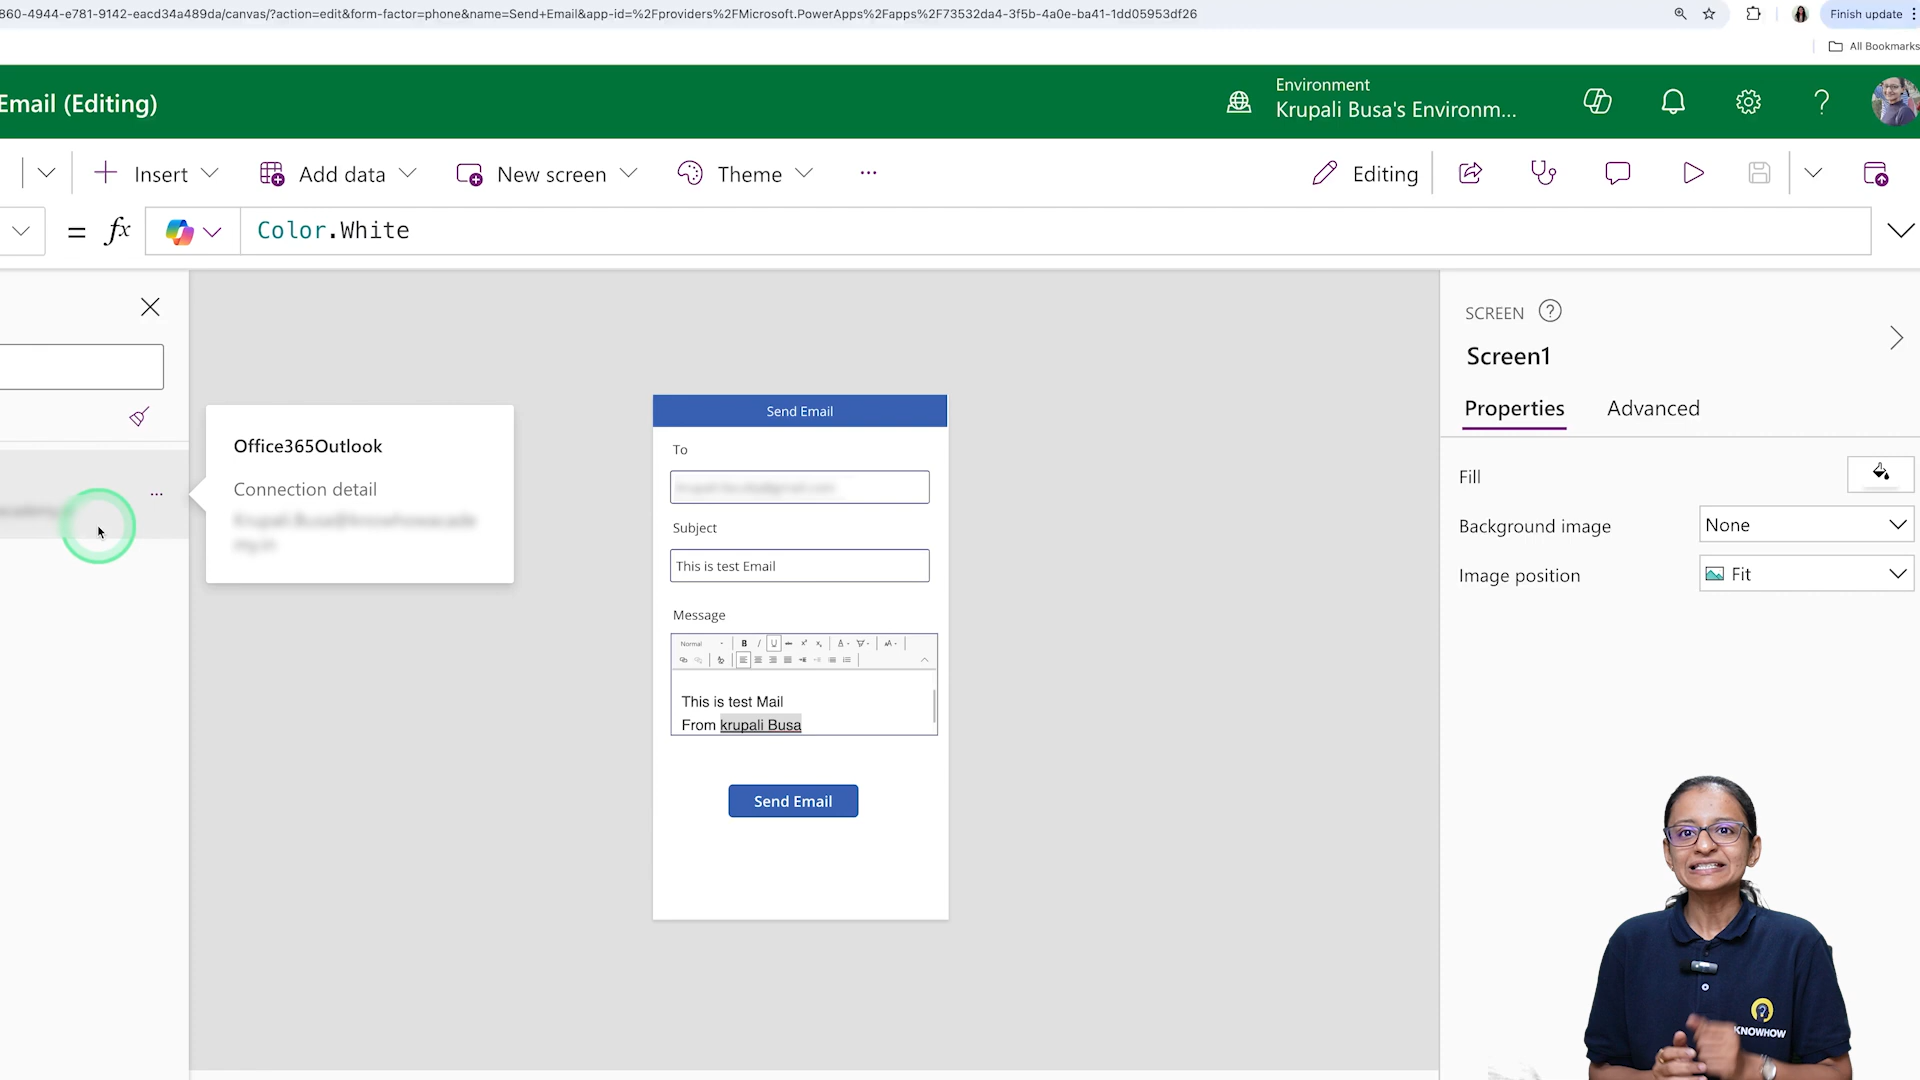 860-4944-e781-9142-eacd34a489da/canvas/?action=edit&form-factor=phone&name=Send+Email&app-id=%2Fproviders%2FMicrosoft.PowerApps%2Fapps%2F73532da4-3f5b-4a0e-ba41-1dd05953df26
Finish update
All Bookmarks
Email (Editing)
Environment
Krupali Busa's Environm...
Insert
Add data
New screen
Theme
...
Editing
= fx
Color.White
Office365Outlook
Connection detail
Send Email
To
Subject
This is test Email
Message
Normal
This is test Mail
From krupali Busa
Send Email
SCREEN
Screen1
Properties
Advanced
Fill
Background image
None
Image position
Fit
KNOWHOW